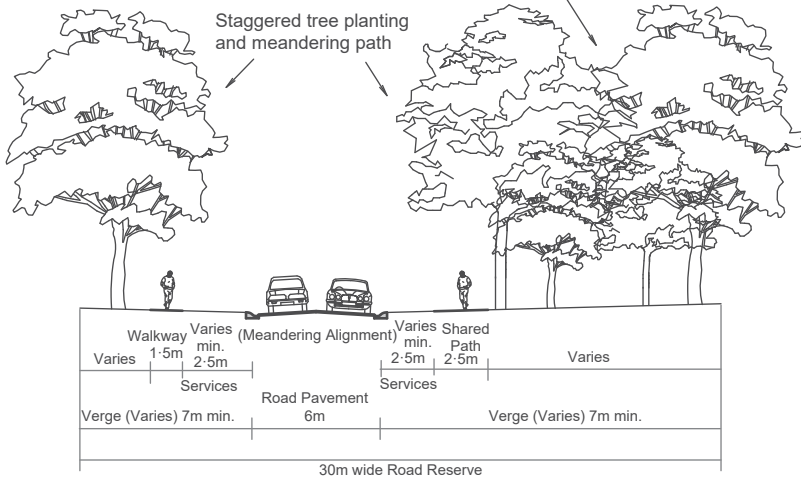 Staggered tree planting
and meandering path
Walkway
1·5m
Varies
min.
2·5m
(Meandering Alignment)
Varies
min.
2·5m
Shared
Path
2·5m
Varies
Varies
Services
Services
Road Pavement
6m
Verge (Varies) 7m min.
Verge (Varies) 7m min.
30m wide Road Reserve